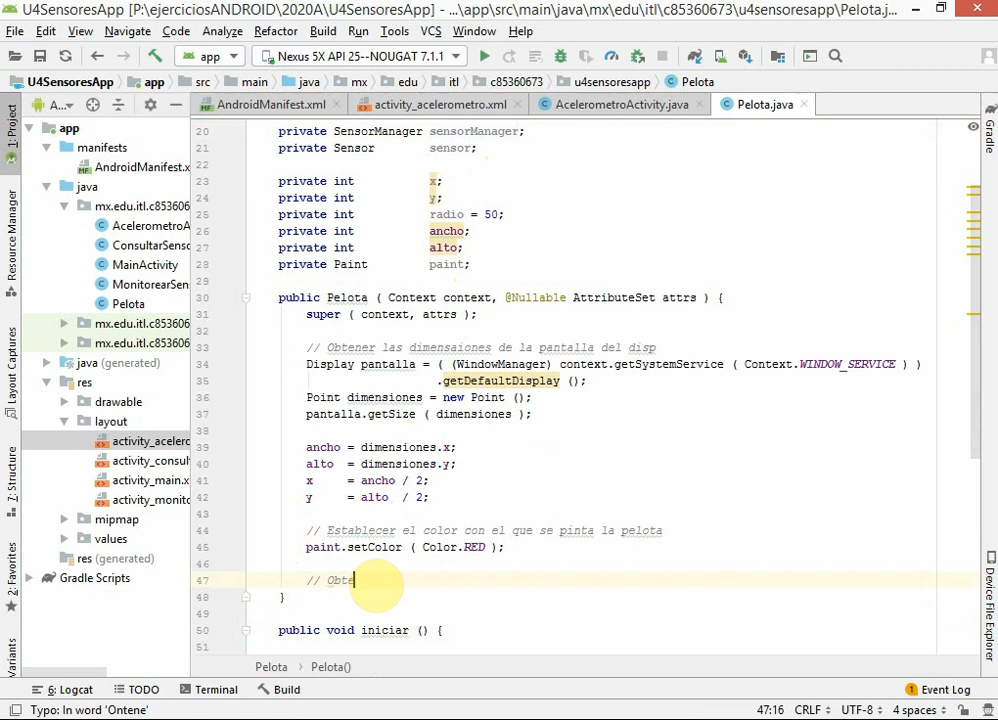 U4SensoresApp [P:\ejerciciosANDROID\2020A\U4SensoresApp] - ...\app\src\main\java\mx\edu\itl\c85360673\u4sensoresapp\Pelota.j...
File Edit View Navigate Code Analyze Refactor Build Run Tools VCS Window Help
app Nexus 5X API 25--NOUGAT 7.1.1
U4SensoresApp app src main java mx edu itl c85360673 u4sensoresapp Pelota
A... AndroidManifest.xml activity_acelerometro.xml AcelerometroActivity.java Pelota.java
1: Project
Resource Manager
Layout Captures
7: Structure
2: Favorites
Variants
app
manifests
AndroidManifest.x
java
mx.edu.itl.c853606
AcelerometroA
ConsultarSenso
MainActivity
MonitorearSen
Pelota
mx.edu.itl.c853606
mx.edu.itl.c853606
java (generated)
res
drawable
layout
activity_acelero
activity_consul
activity_main.x
activity_monito
mipmap
values
res (generated)
Gradle Scripts
20 private SensorManager sensorManager;
21 private Sensor sensor;
22
23 private int x;
24 private int y;
25 private int radio = 50;
26 private int ancho;
27 private int alto;
28 private Paint paint;
29
30 public Pelota ( Context context, @Nullable AttributeSet attrs ) {
31 super ( context, attrs );
32
33 // Obtener las dimensaiones de la pantalla del disp
34 Display pantalla = ( (WindowManager) context.getSystemService ( Context.WINDOW_SERVICE ) )
35 .getDefaultDisplay ();
36 Point dimensiones = new Point ();
37 pantalla.getSize ( dimensiones );
38
39 ancho = dimensiones.x;
40 alto = dimensiones.y;
41 x = ancho / 2;
42 y = alto / 2;
43
44 // Establecer el color con el que se pinta la pelota
45 paint.setColor ( Color.RED );
46
47 // Obte
48 }
49
50 public void iniciar () {
51
Pelota Pelota()
Gradle
Device File Explorer
6: Logcat TODO Terminal Build 1 Event Log
Typo: In word 'Ontene' 47:16 CRLF UTF-8 4 spaces